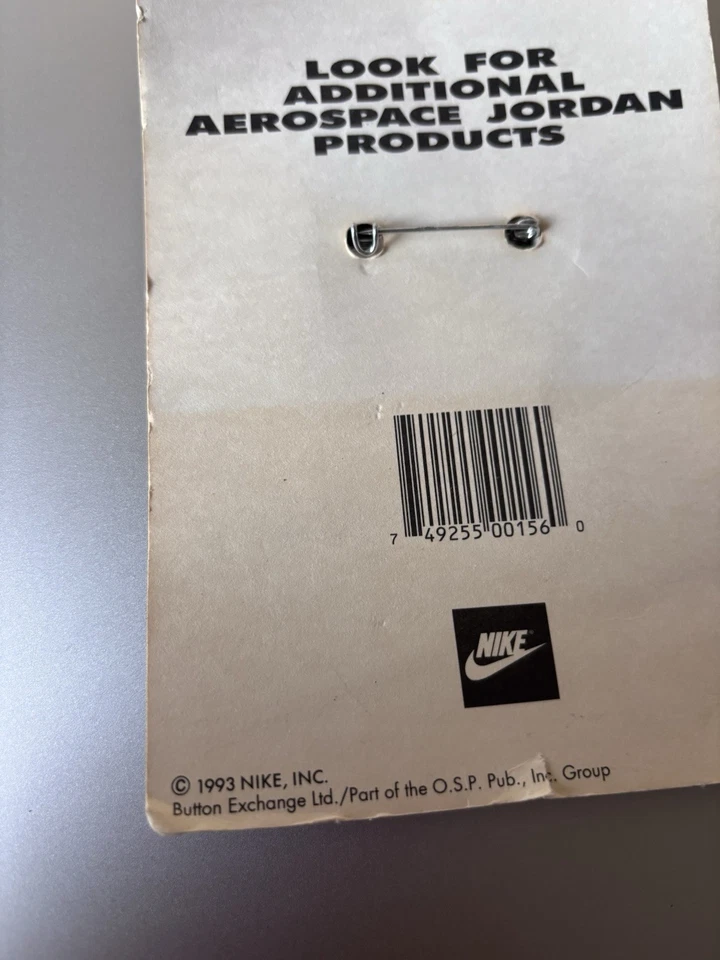 LOOK FOR
ADDITIONAL
AEROSPACE JORDAN
PRODUCTS
7 49255 00156 0
NIKE
© 1993 NIKE, INC.
Button Exchange Ltd./Part of the O.S.P. Pub., Inc. Group